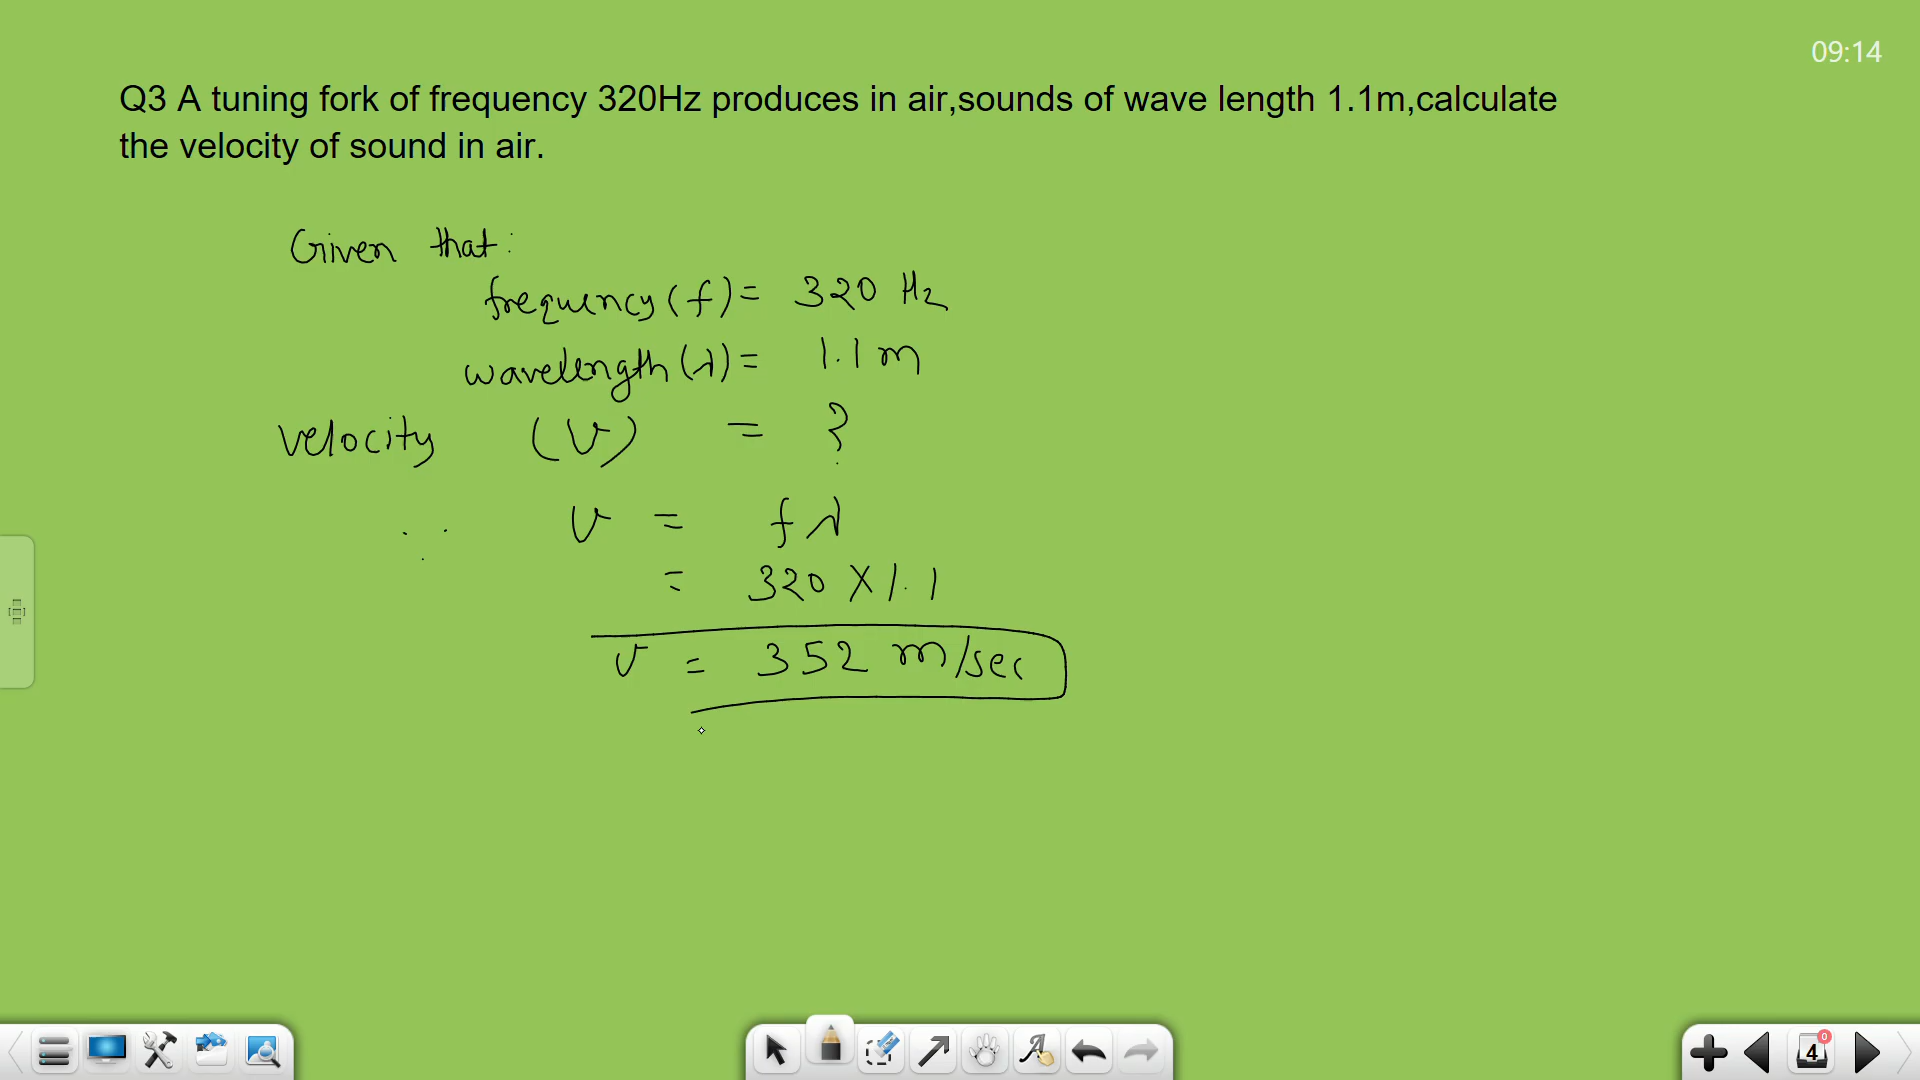 09:14
Q3 A tuning fork of frequency 320Hz produces in air,sounds of wave length 1.1m,calculate
the velocity of sound in air.
Given that:
frequency(f)= 320 Hz
wavelength(λ)= 1.1m
velocity (v) = ?
∵ v = fλ
= 320 X 1.1
v = 352 m/sec
4
0